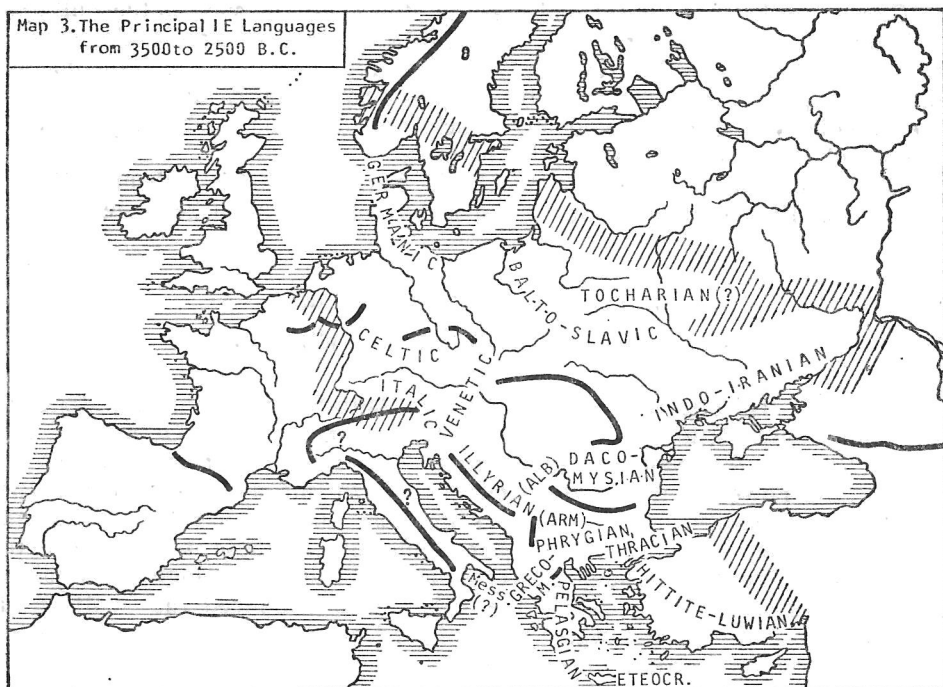 Map 3. The Principal IE Languages
from 3500 to 2500 B.C.
GERMANIC
BALTO-SLAVIC
TOCHARIAN(?)
CELTIC
ITALIC
VENETIC
INDO-IRANIAN
?
?
ILLYRIAN (ALB)
DACO-
MYSIAN
(ARM)
PHRYGIAN
THRACIAN
Mess.
(?)
GRECO-
M.
PELASGIAN
HITTITE-LUWIAN
ETEOCR.